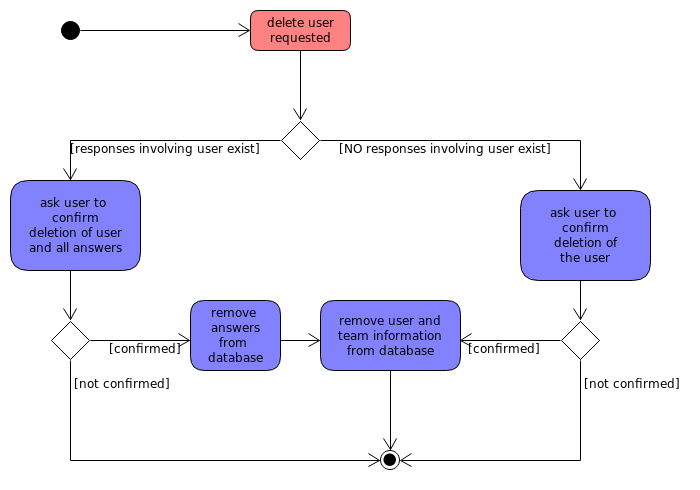 delete user
requested
[responses involving user exist]
[NO responses involving user exist]
ask user to
confirm
deletion of user
and all answers
ask user to
confirm
deletion of
the user
remove
answers
from
database
remove user and
team information
from database
[confirmed]
[confirmed]
[not confirmed]
[not confirmed]